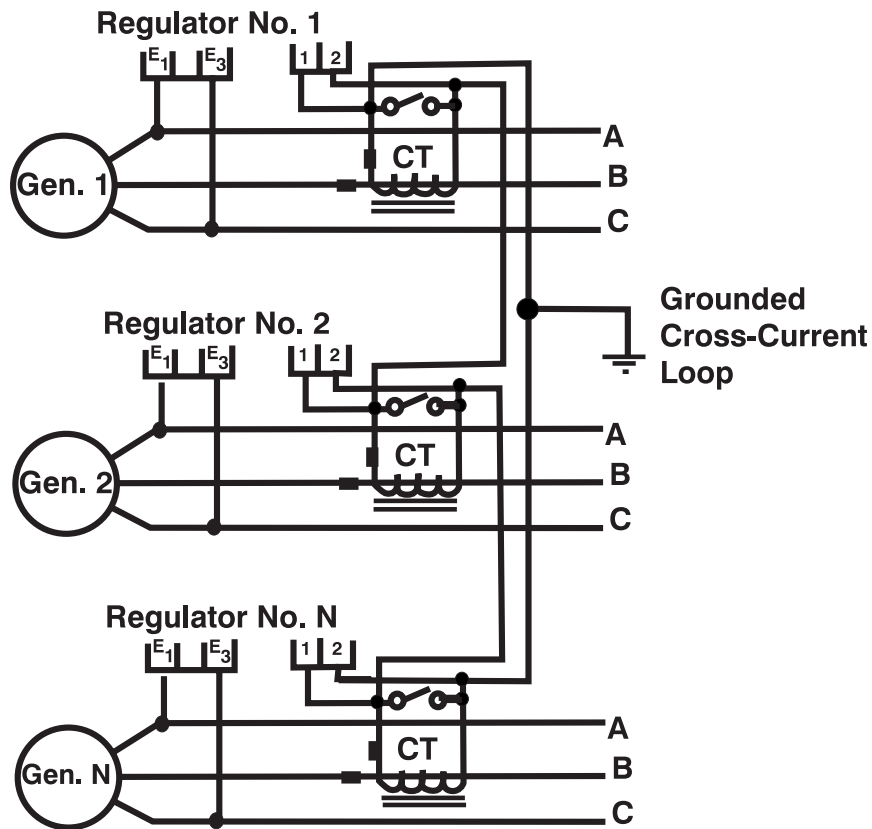 Regulator No. 1
E1 E3 1 2
A
CT
Gen. 1 B
C
Grounded
Cross-Current
Loop
Regulator No. 2
E1 E3 1 2
A
CT
Gen. 2 B
C
Regulator No. N
E1 E3 1 2
A
CT
Gen. N B
C